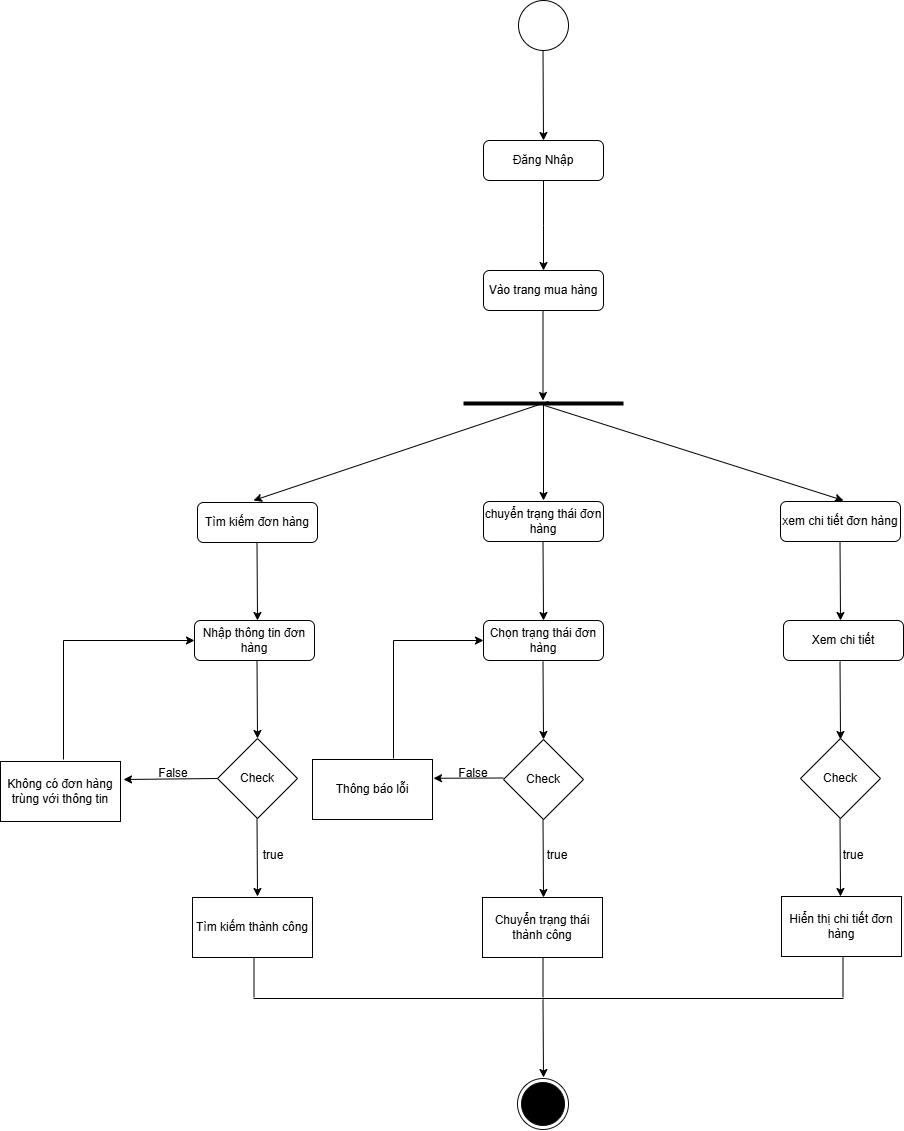 Đăng Nhập
Vào trang mua hàng
Tìm kiếm đơn hàng
chuyển trạng thái đơn
hàng
xem chi tiết đơn hàng
Nhập thông tin đơn
hàng
Chọn trạng thái đơn
hàng
Xem chi tiết
Không có đơn hàng
trùng với thông tin
False
Check
Thông báo lỗi
False
Check
Check
true
true
true
Tìm kiếm thành công
Chuyển trạng thái
thành công
Hiển thị chi tiết đơn
hàng